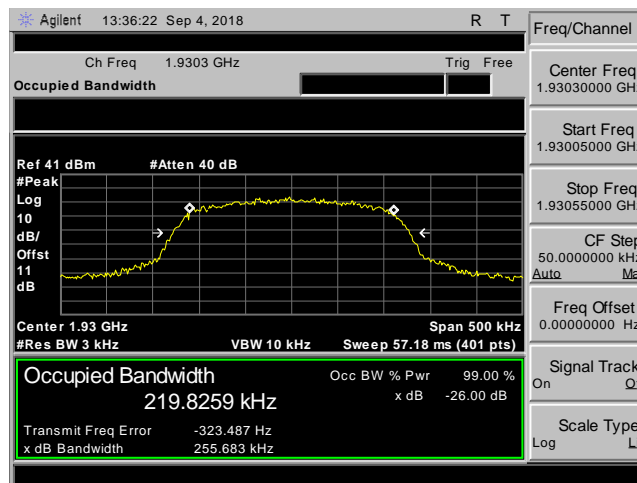 Agilent 13:36:22 Sep 4, 2018 R T
Freq/Channel
Ch Freq 1.9303 GHz Trig Free
Occupied Bandwidth
Center Freq
1.93030000 GH
Start Freq
1.93005000 GH
Stop Freq
1.93055000 GH
CF Step
50.0000000 kHz
Auto Ma
Freq Offset
0.00000000 Hz
Signal Track
On O
Scale Type
Log L
Ref 41 dBm #Atten 40 dB
#Peak
Log
10
dB/
Offst
11
dB
Center 1.93 GHz Span 500 kHz
#Res BW 3 kHz VBW 10 kHz Sweep 57.18 ms (401 pts)
Occupied Bandwidth
219.8259 kHz
Occ BW % Pwr 99.00 %
x dB -26.00 dB
Transmit Freq Error -323.487 Hz
x dB Bandwidth 255.683 kHz